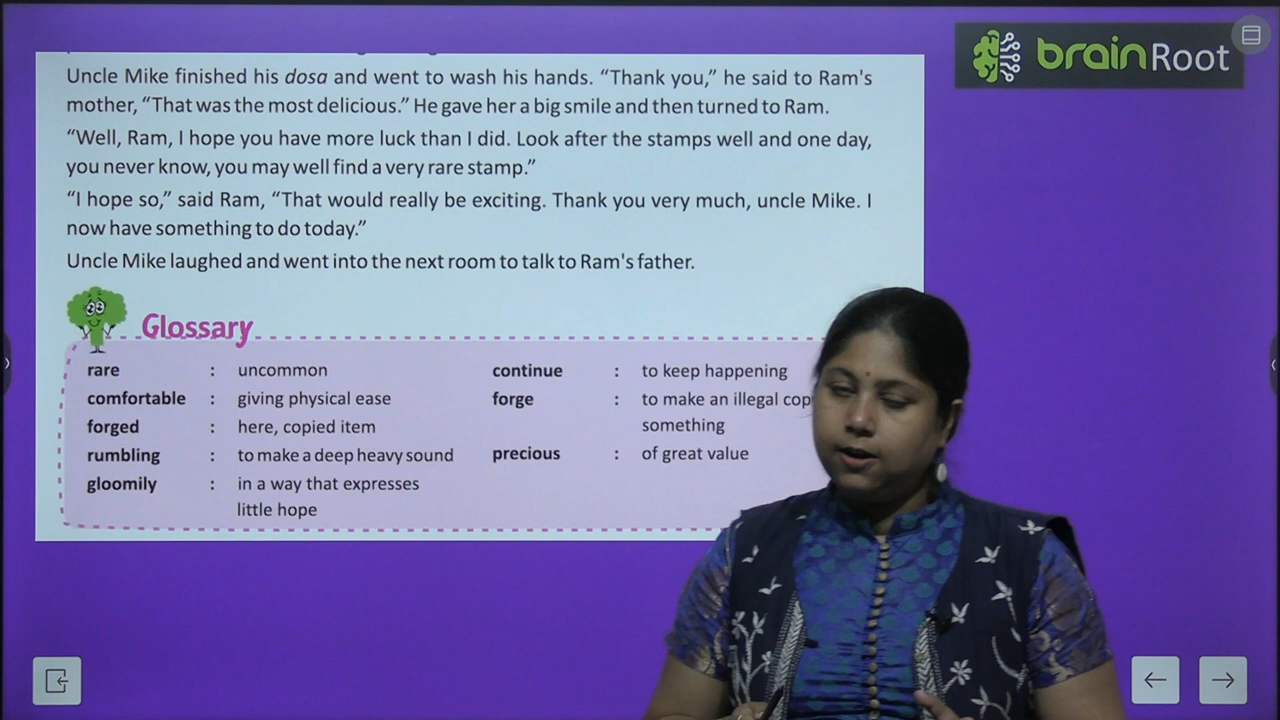 brainRoot
Uncle Mike finished his dosa and went to wash his hands. “Thank you,” he said to Ram's
mother, “That was the most delicious.” He gave her a big smile and then turned to Ram.
“Well, Ram, I hope you have more luck than I did. Look after the stamps well and one day,
you never know, you may well find a very rare stamp.”
“I hope so,” said Ram, “That would really be exciting. Thank you very much, uncle Mike. I
now have something to do today.”
Uncle Mike laughed and went into the next room to talk to Ram's father.
Glossary
rare : uncommon
comfortable : giving physical ease
forged : here, copied item
rumbling : to make a deep heavy sound
gloomily : in a way that expresses
little hope
continue : to keep happening
forge : to make an illegal
something
precious : of great value